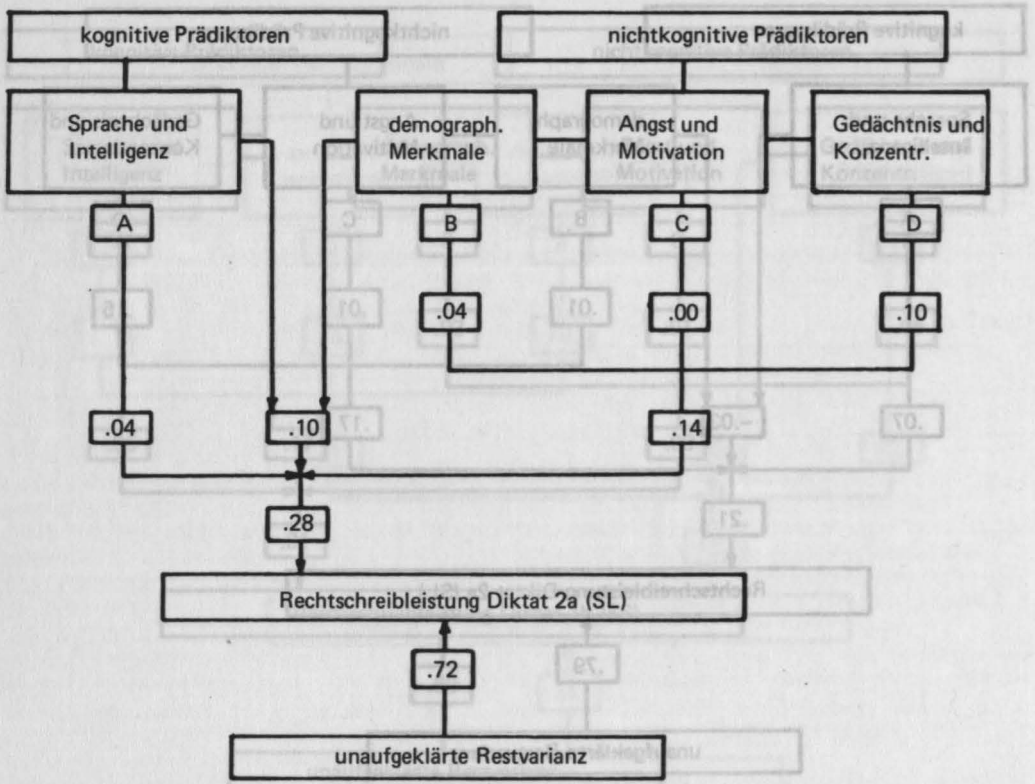 kognitive Prädiktoren
nichtkognitive Prädiktoren
Sprache und
Intelligenz
demograph.
Merkmale
Angst und
Motivation
Gedächtnis und
Konzentr.
A
B
C
D
.04
.00
.10
.04
.10
.14
.28
Rechtschreibleistung Diktat 2a (SL)
.72
unaufgeklärte Restvarianz